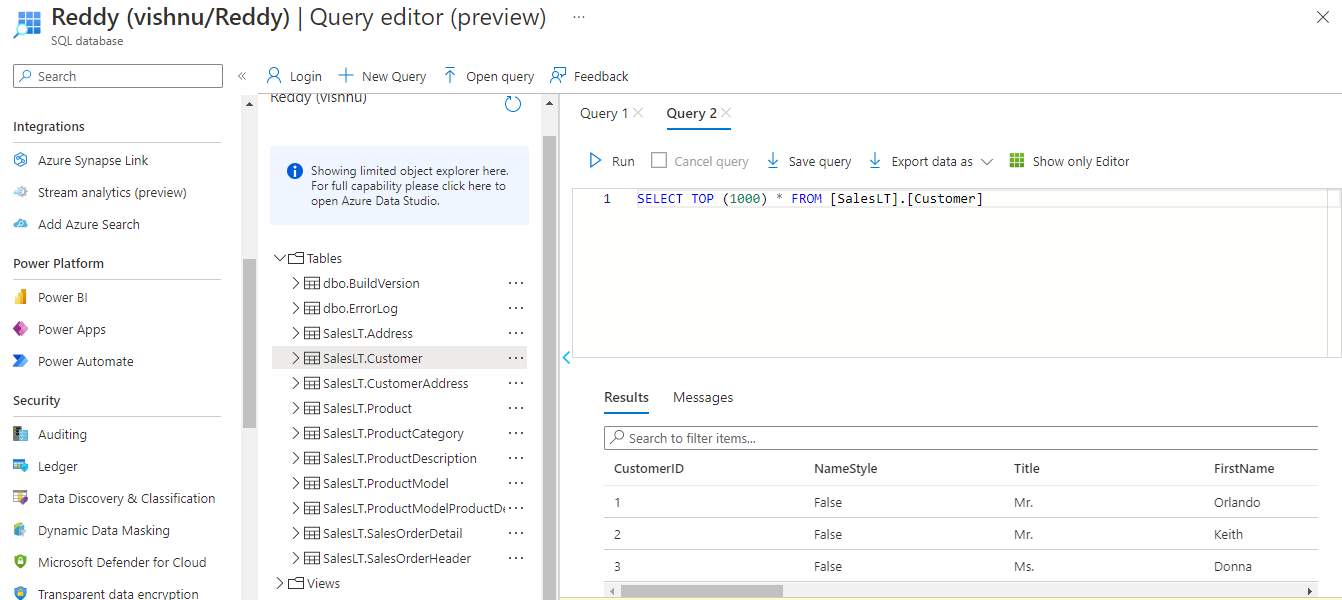 Reddy (vishnu/Reddy) | Query editor (preview) ...
SQL database
Search
«
Login
New Query
Open query
Feedback
Integrations
Azure Synapse Link
Stream analytics (preview)
Add Azure Search
Power Platform
Power BI
Power Apps
Power Automate
Security
Auditing
Ledger
Data Discovery & Classification
Dynamic Data Masking
Microsoft Defender for Cloud
Transparent data encryption
Reddy (vishnu)
Showing limited object explorer here.
For full capability please click here to
open Azure Data Studio.
Tables
dbo.BuildVersion ...
dbo.ErrorLog ...
SalesLT.Address ...
SalesLT.Customer ...
SalesLT.CustomerAddress ...
SalesLT.Product ...
SalesLT.ProductCategory ...
SalesLT.ProductDescription ...
SalesLT.ProductModel ...
SalesLT.ProductModelProductDe ...
SalesLT.SalesOrderDetail ...
SalesLT.SalesOrderHeader ...
Views
Query 1 Query 2
Run Cancel query Save query Export data as Show only Editor
1 SELECT TOP (1000) * FROM [SalesLT].[Customer]
Results Messages
Search to filter items...
CustomerID NameStyle Title FirstName
1 False Mr. Orlando
2 False Mr. Keith
3 False Ms. Donna